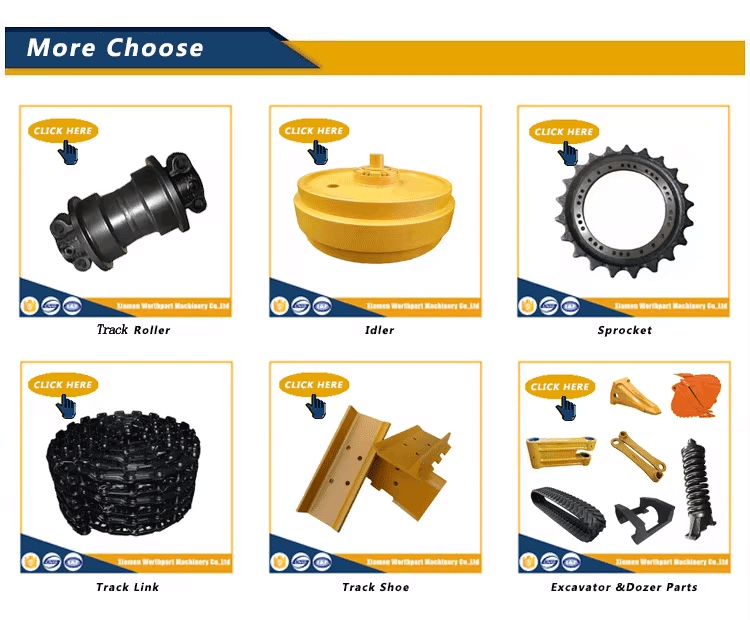 More Choose
CLICK HERE
CLICK HERE
CLICK HERE
Xiamen Worthpart Machinery Co.,Ltd
Xiamen Worthpart Machinery Co.,Ltd
Xiamen Worthpart Machinery Co.,Ltd
Track Roller
Idler
Sprocket
CLICK HERE
CLICK HERE
CLICK HERE
Xiamen Worthpart Machinery Co.,Ltd
Xiamen Worthpart Machinery Co.,Ltd
Xiamen Worthpart Machinery Co.,Ltd
Track Link
Track Shoe
Excavator &Dozer Parts